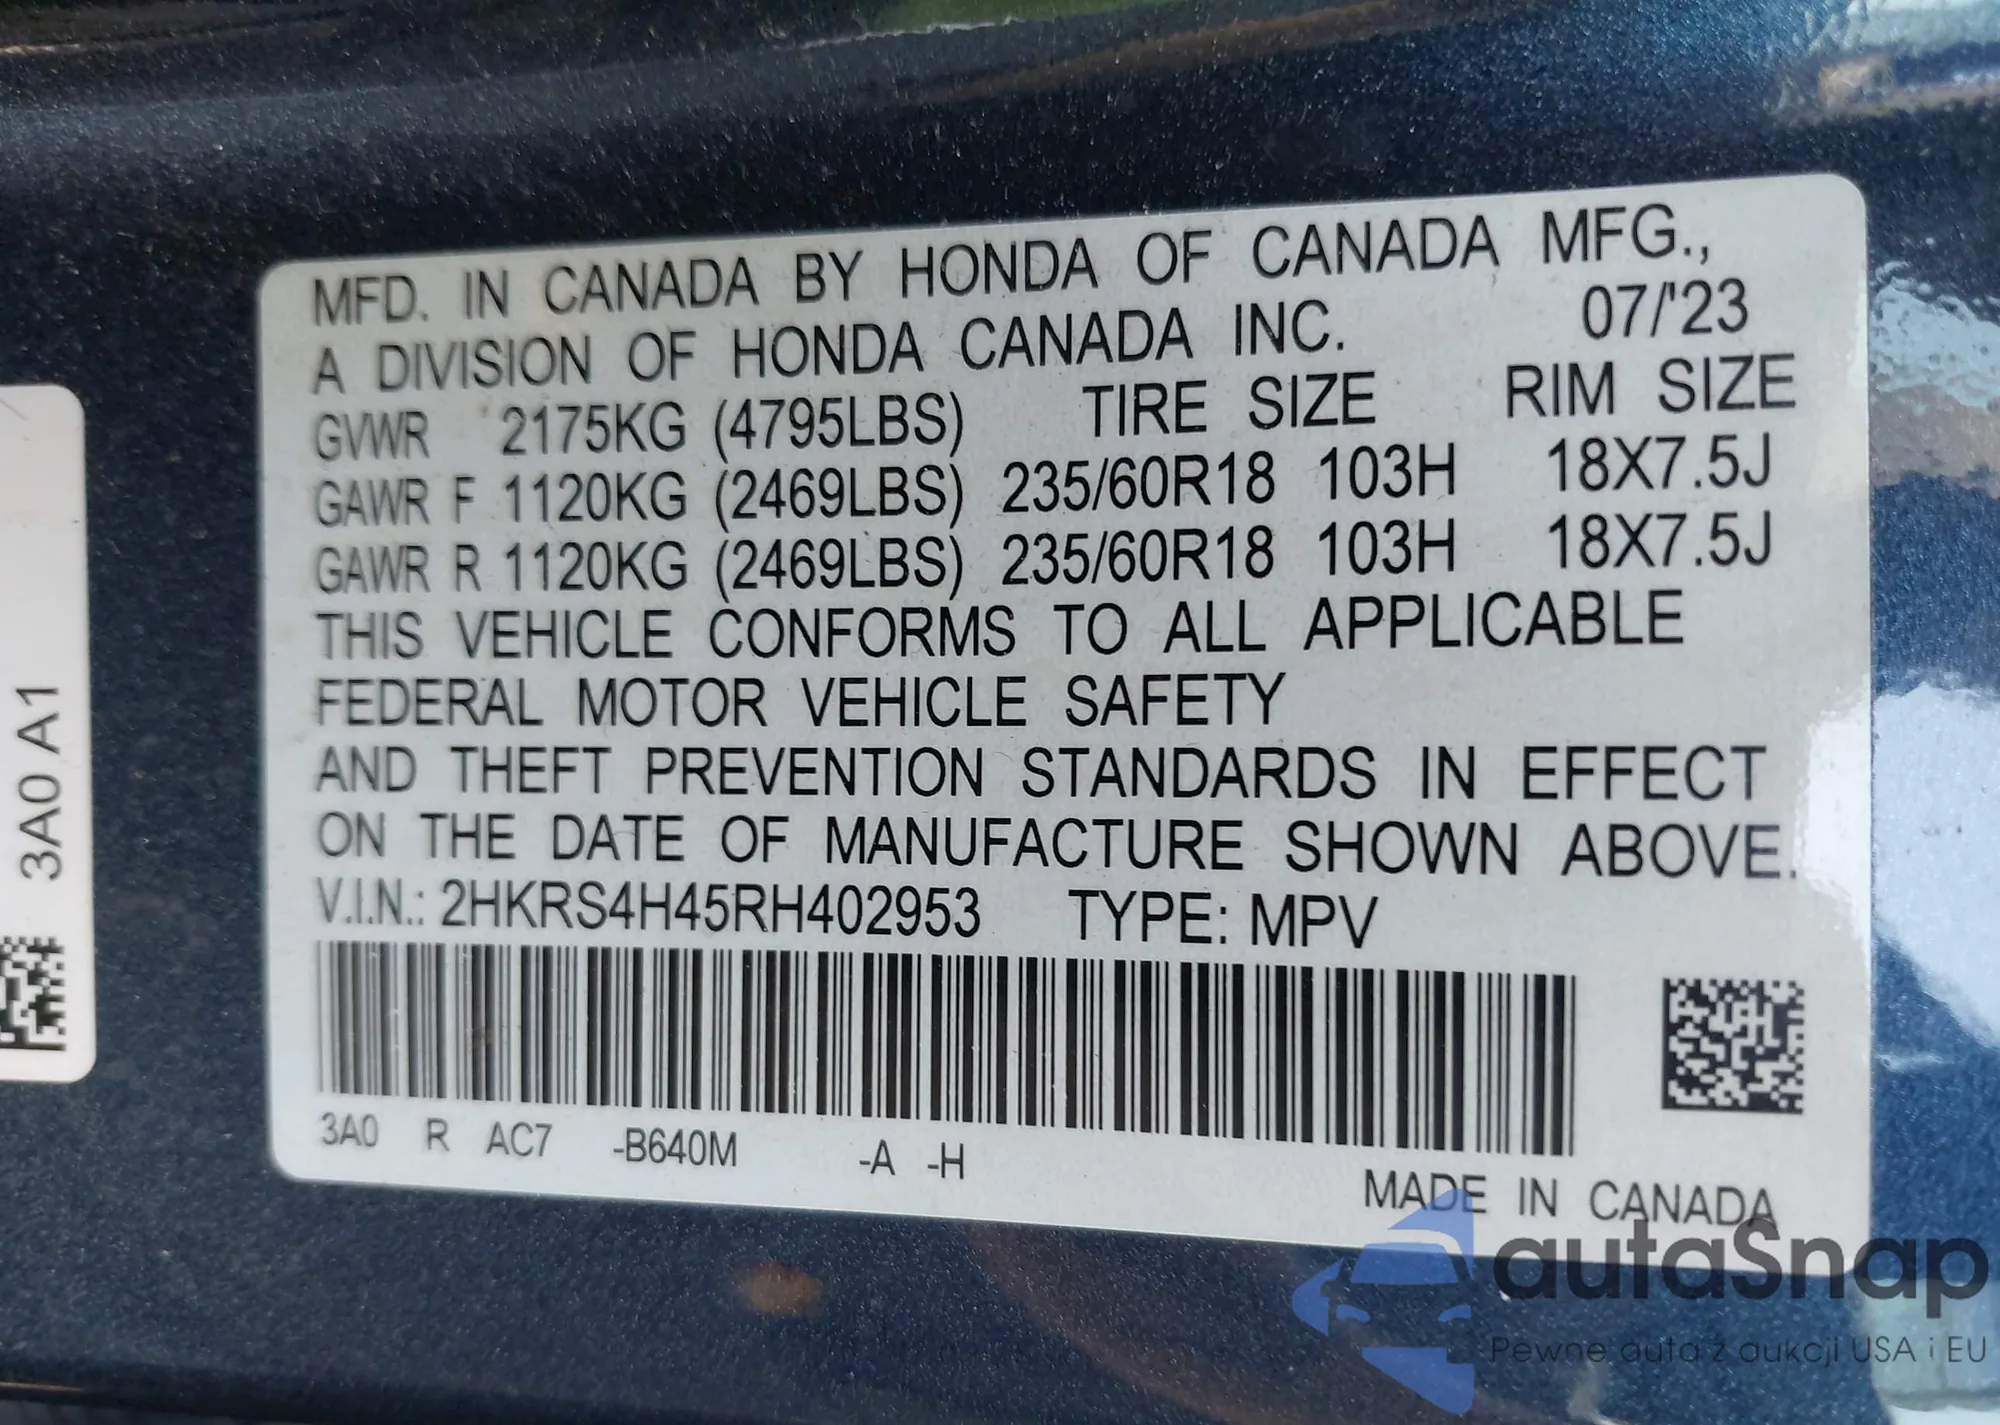 MFD. IN CANADA BY HONDA OF CANADA MFG.,
A DIVISION OF HONDA CANADA INC. 07/'23
GVWR 2175KG (4795LBS) TIRE SIZE RIM SIZE
GAWR F 1120KG (2469LBS) 235/60R18 103H 18X7.5J
GAWR R 1120KG (2469LBS) 235/60R18 103H 18X7.5J
THIS VEHICLE CONFORMS TO ALL APPLICABLE
FEDERAL MOTOR VEHICLE SAFETY
AND THEFT PREVENTION STANDARDS IN EFFECT
ON THE DATE OF MANUFACTURE SHOWN ABOVE.
V.I.N.: 2HKRS4H45RH402953 TYPE: MPV
3A0 R AC7 -B640M -A -H
MADE IN CANADA
3A0 A1
autaSnap
Pewne auta z aukcji USA i EU